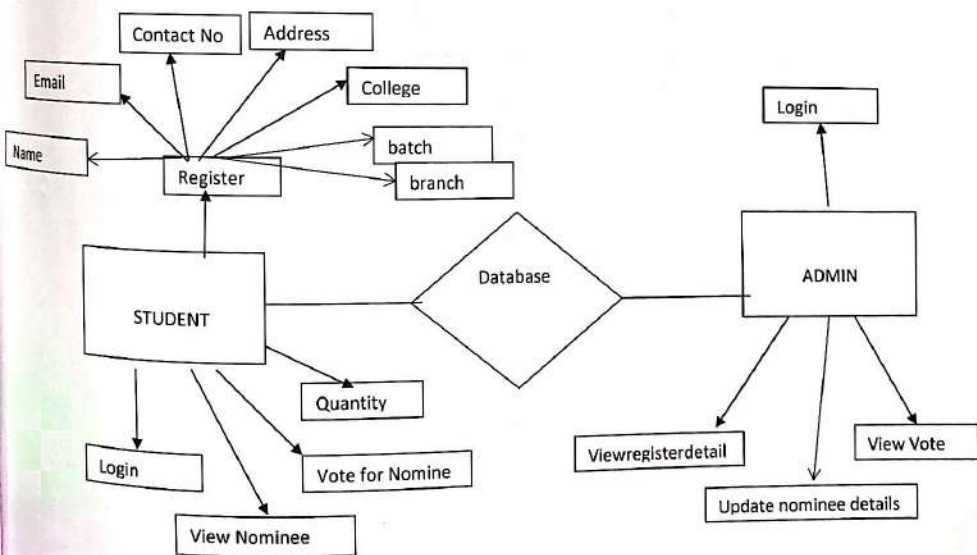 Contact No
Address
Email
College
Login
Name
batch
Register
branch
Database
ADMIN
STUDENT
Quantity
Viewregisterdetail
View Vote
Login
Vote for Nomine
Update nominee details
View Nominee